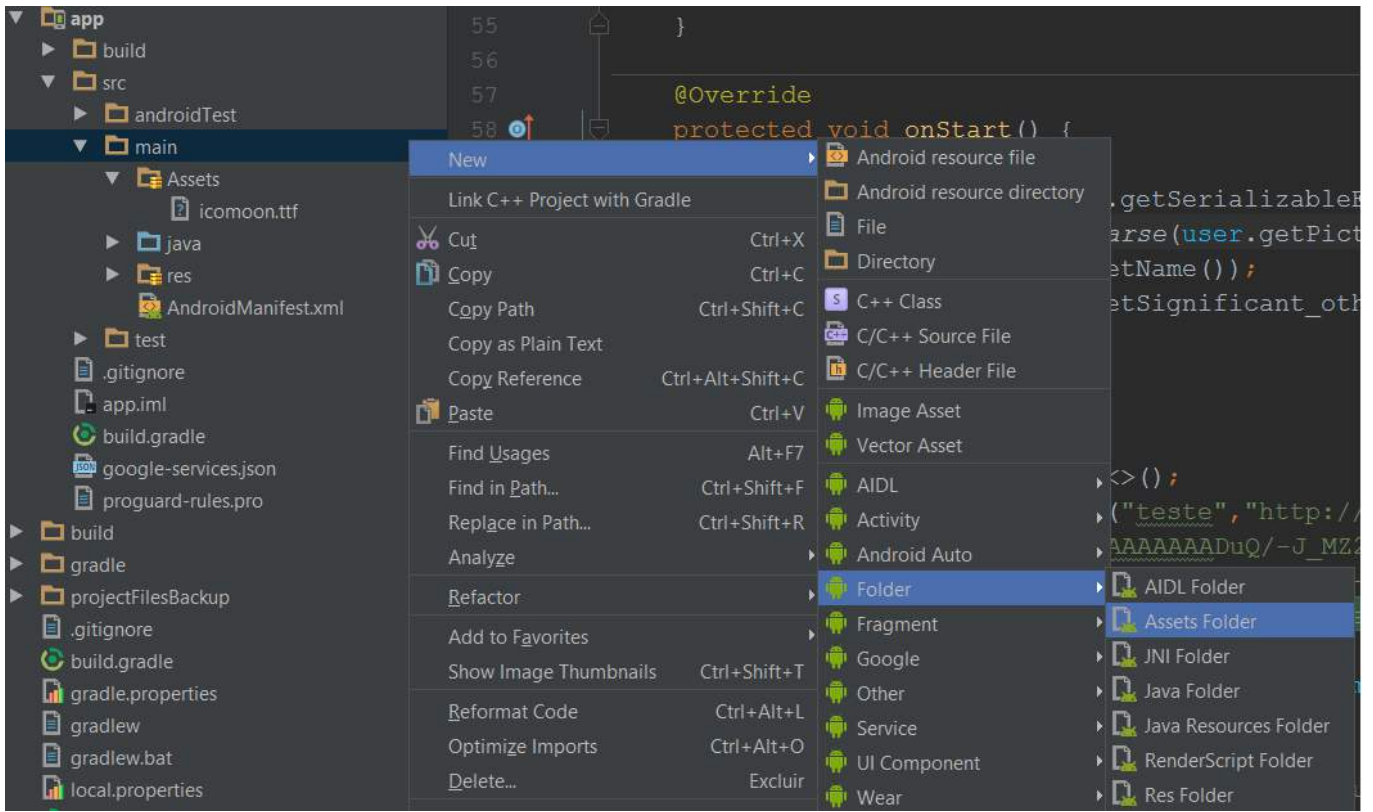 app
build
src
androidTest
main
Assets
icomoon.ttf
java
res
AndroidManifest.xml
test
.gitignore
app.iml
build.gradle
google-services.json
proguard-rules.pro
build
gradle
projectFilesBackup
.gitignore
build.gradle
gradle.properties
gradlew
gradlew.bat
local.properties
55 }
56
57 @Override
58 protected void onStart() {
.getSerializableE
arse(user.getPict
etName());
etSignificant_oth
<>();
("teste","http://
AAAAAAADuQ/-J_MZ2
New
Link C++ Project with Gradle
Cut Ctrl+X
Copy Ctrl+C
Copy Path Ctrl+Shift+C
Copy as Plain Text
Copy Reference Ctrl+Alt+Shift+C
Paste Ctrl+V
Find Usages Alt+F7
Find in Path... Ctrl+Shift+F
Replace in Path... Ctrl+Shift+R
Analyze
Refactor
Add to Favorites
Show Image Thumbnails Ctrl+Shift+T
Reformat Code Ctrl+Alt+L
Optimize Imports Ctrl+Alt+O
Delete... Excluir
Android resource file
Android resource directory
File
Directory
S C++ Class
C++ C/C++ Source File
h C/C++ Header File
Image Asset
Vector Asset
AIDL
Activity
Android Auto
Folder
Fragment
Google
Other
Service
UI Component
Wear
AIDL Folder
Assets Folder
JNI Folder
Java Folder
Java Resources Folder
RenderScript Folder
Res Folder